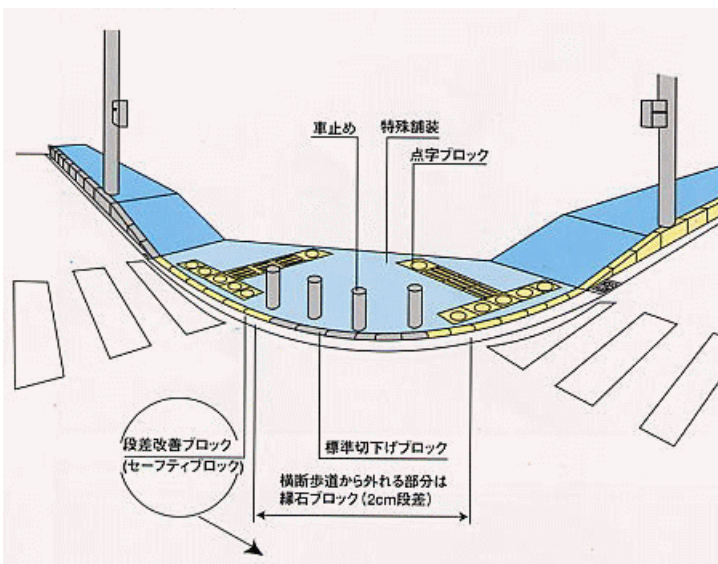 車止め
特殊舗装
点字ブロック
段差改善ブロック
(セーフティブロック)
標準切下げブロック
横断歩道から外れる部分は
縁石ブロック(2cm段差)